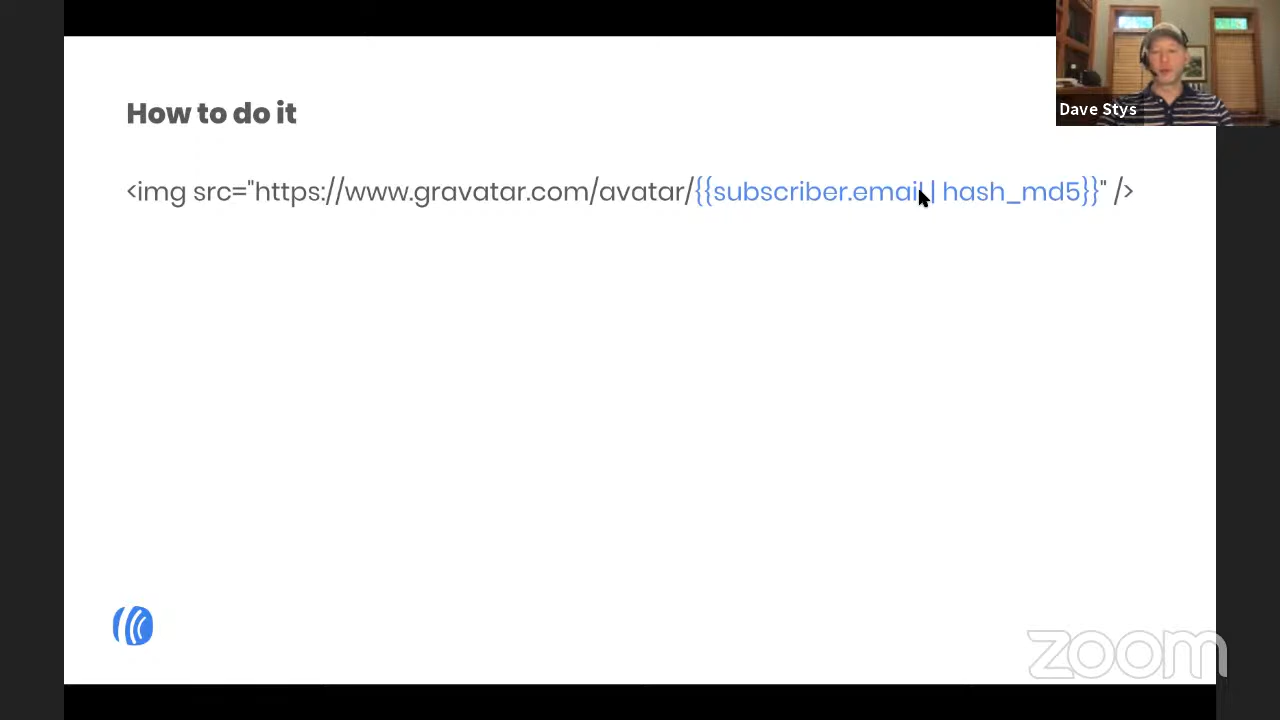 Dave Stys
How to do it
<img src="https://www.gravatar.com/avatar/{{subscriber.email | hash_md5}}" />
zoom